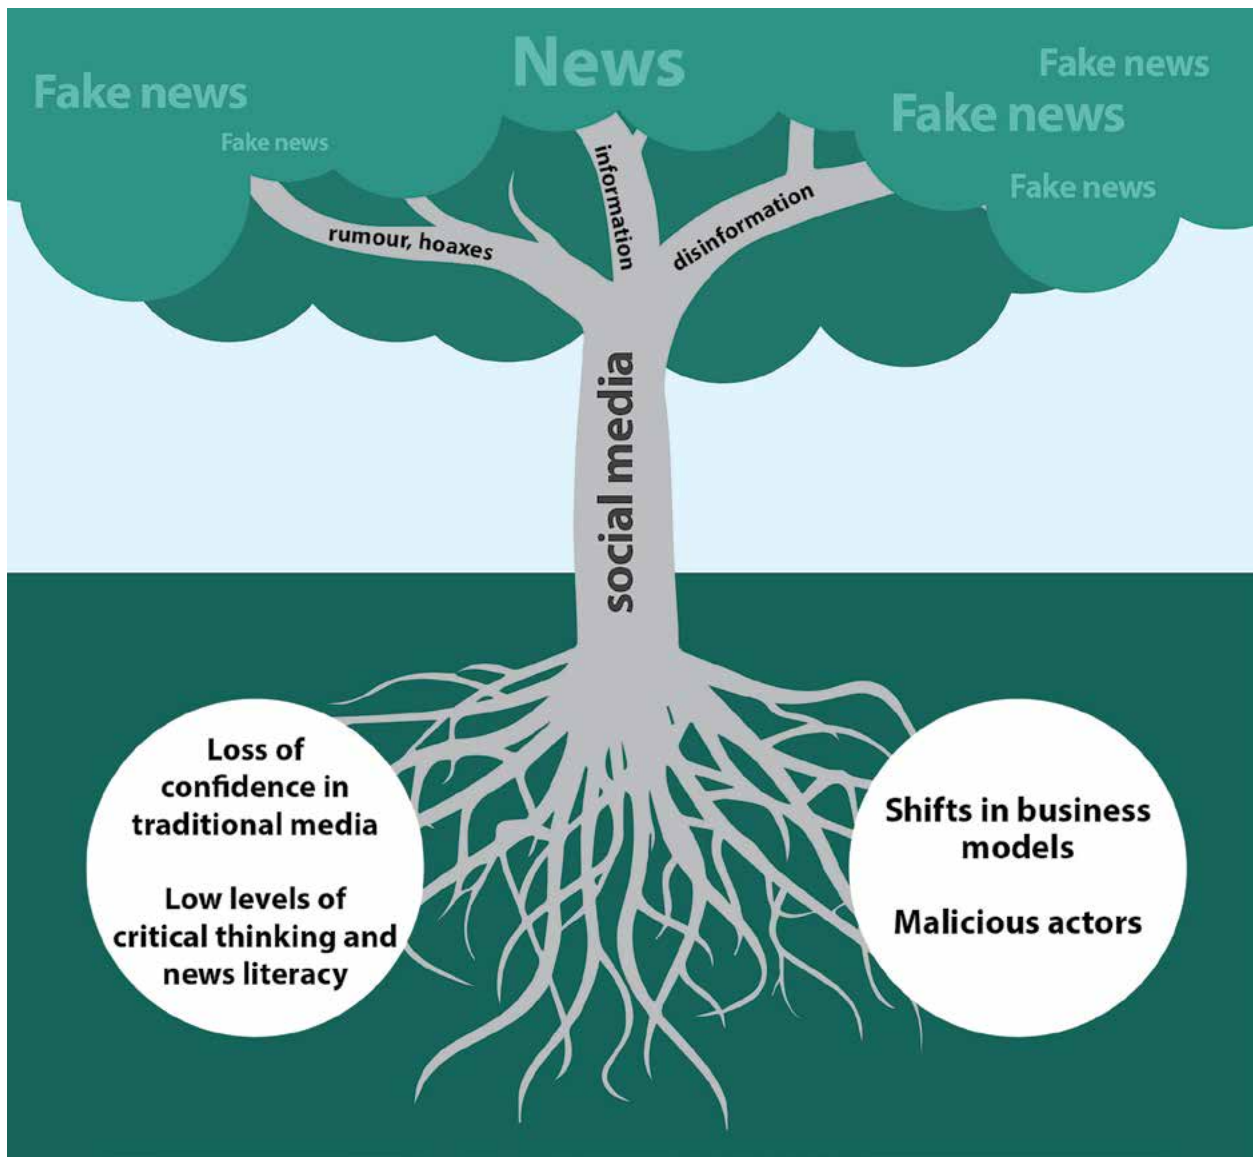 News
Fake news
Fake news
Fake news
Fake news
Fake news
information
disinformation
rumour, hoaxes
social media
Loss of
confidence in
traditional media
Low levels of
critical thinking and
news literacy
Shifts in business
models
Malicious actors